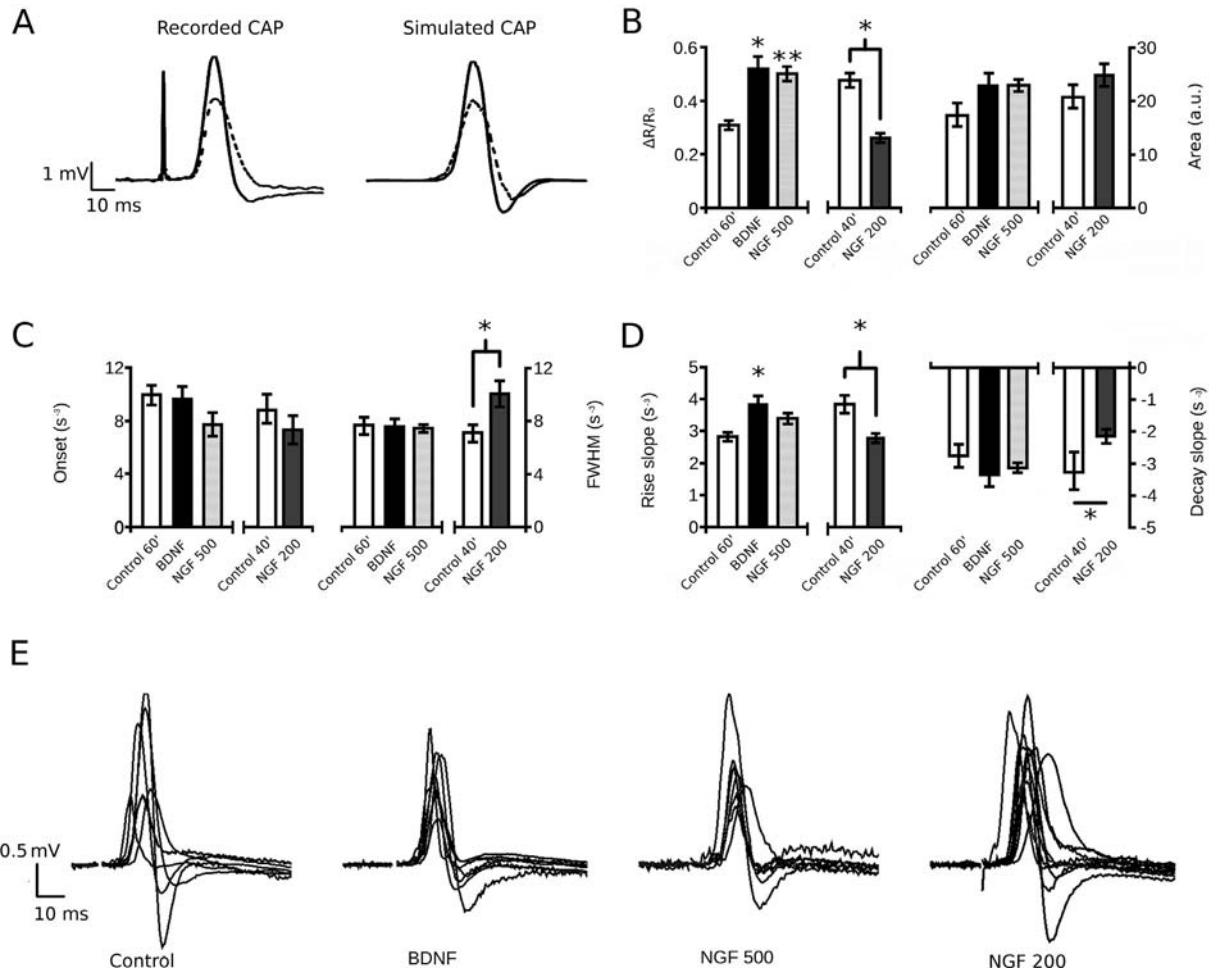 A
Recorded CAP
Simulated CAP
1 mV
10 ms
B
ΔR/R₀
0.6
0.4
0.2
0
*
**
*
Control 60'
BDNF
NGF 500
Control 40'
NGF 200
Control 60'
BDNF
NGF 500
Control 40'
NGF 200
30
20
10
0
Area (a.u.)
C
Onset (s⁻³)
12
8
4
0
Control 60'
BDNF
NGF 500
Control 40'
NGF 200
*
Control 60'
BDNF
NGF 500
Control 40'
NGF 200
12
8
4
0
FWHM (s⁻³)
D
Rise slope (s⁻³)
5
4
3
2
1
0
*
*
Control 60'
BDNF
NGF 500
Control 40'
NGF 200
*
Control 60'
BDNF
NGF 500
Control 40'
NGF 200
0
-1
-2
-3
-4
-5
Decay slope (s⁻³)
E
0.5 mV
10 ms
Control
BDNF
NGF 500
NGF 200